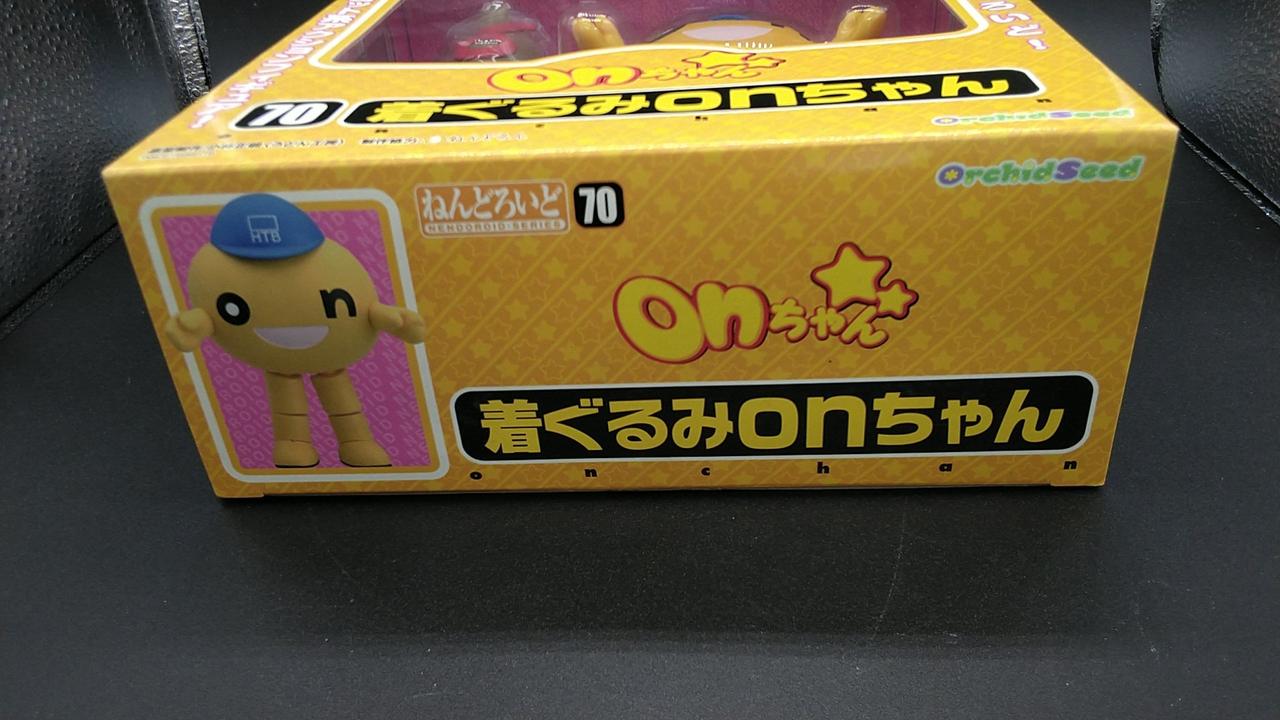 onちゃん
70 着ぐるみonちゃん
OrchidSeed
OrchidSeed
ねんどろいど 70
NENDOROID SERIES
HTB
o n
onちゃん
着ぐるみonちゃん
o n c h a n